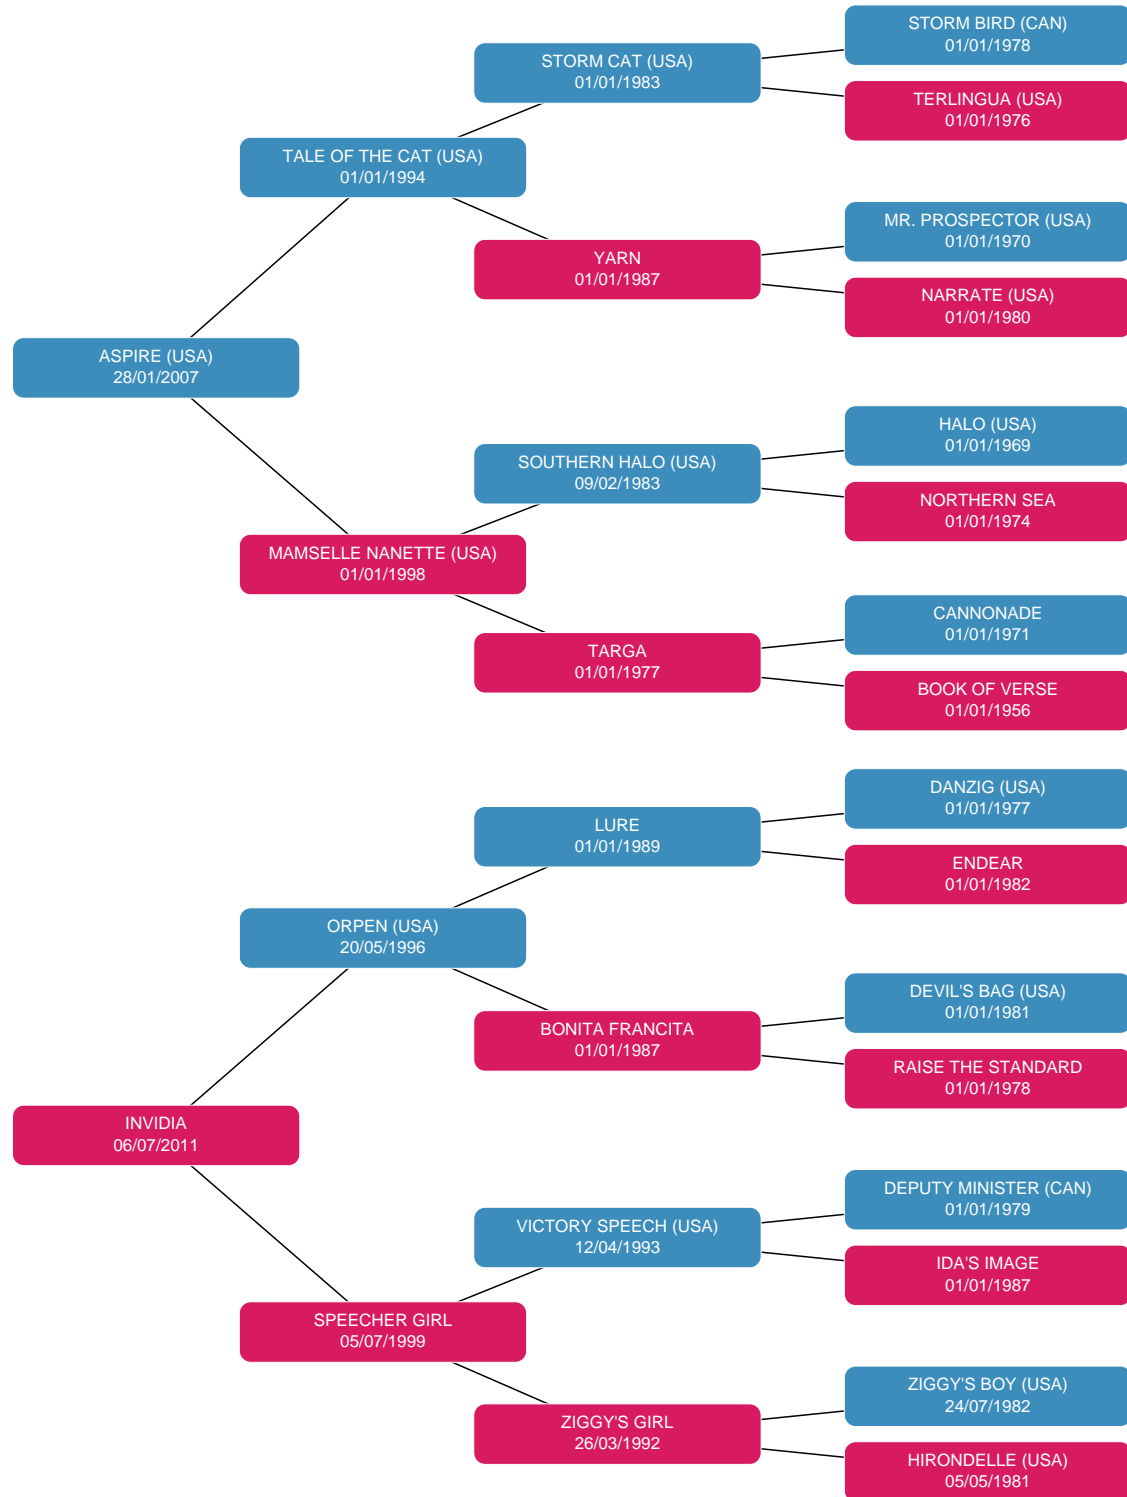 STORM BIRD (CAN)
01/01/1978
STORM CAT (USA)
01/01/1983
TERLINGUA (USA)
01/01/1976
TALE OF THE CAT (USA)
01/01/1994
MR. PROSPECTOR (USA)
01/01/1970
YARN
01/01/1987
NARRATE (USA)
01/01/1980
ASPIRE (USA)
28/01/2007
HALO (USA)
01/01/1969
SOUTHERN HALO (USA)
09/02/1983
NORTHERN SEA
01/01/1974
MAMSELLE NANETTE (USA)
01/01/1998
CANNONADE
01/01/1971
TARGA
01/01/1977
BOOK OF VERSE
01/01/1956
DANZIG (USA)
01/01/1977
LURE
01/01/1989
ENDEAR
01/01/1982
ORPEN (USA)
20/05/1996
DEVIL'S BAG (USA)
01/01/1981
BONITA FRANCITA
01/01/1987
RAISE THE STANDARD
01/01/1978
INVIDIA
06/07/2011
DEPUTY MINISTER (CAN)
01/01/1979
VICTORY SPEECH (USA)
12/04/1993
IDA'S IMAGE
01/01/1987
SPEECHER GIRL
05/07/1999
ZIGGY'S BOY (USA)
24/07/1982
ZIGGY'S GIRL
26/03/1992
HIRONDELLE (USA)
05/05/1981